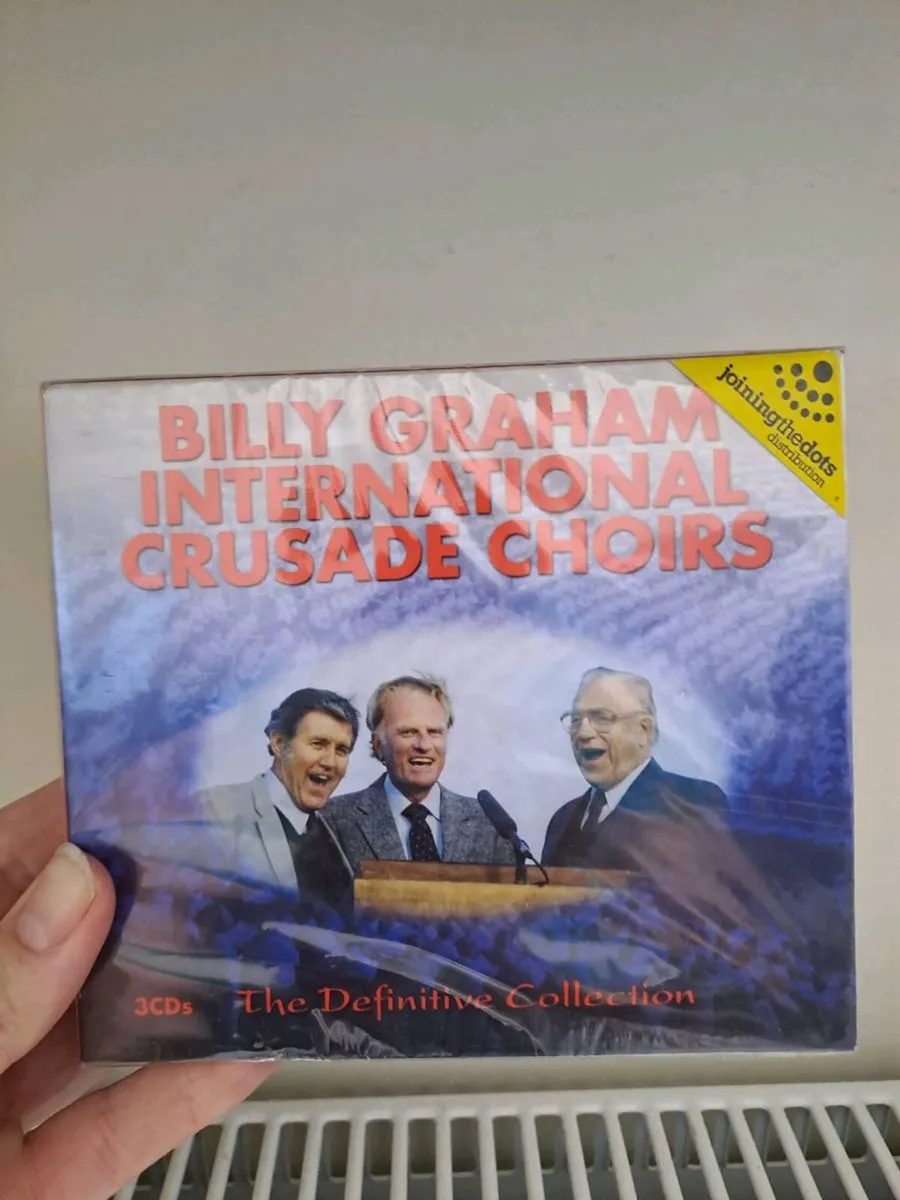 BILLY GRAHAM
INTERNATIONAL
CRUSADE CHOIRS
joiningthedots
distribution
3CDs
The Definitive Collection